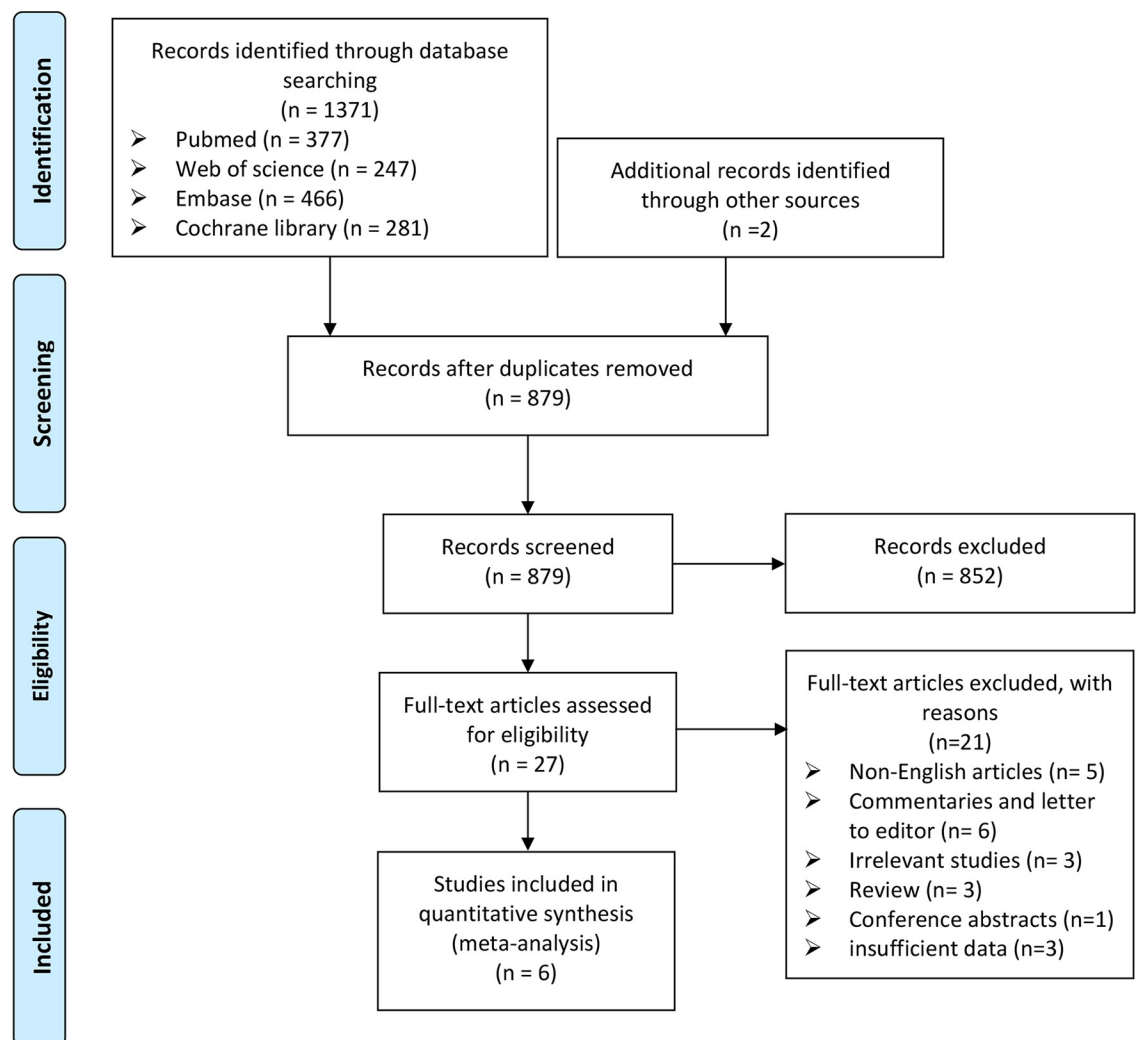 Identification
Records identified through database
searching
(n = 1371)
➢ Pubmed (n = 377)
➢ Web of science (n = 247)
➢ Embase (n = 466)
➢ Cochrane library (n = 281)
Additional records identified
through other sources
(n =2)
Screening
Records after duplicates removed
(n = 879)
Records screened
(n = 879)
Records excluded
(n = 852)
Eligibility
Full-text articles assessed
for eligibility
(n = 27)
Full-text articles excluded, with
reasons
(n=21)
➢ Non-English articles (n= 5)
➢ Commentaries and letter
to editor (n= 6)
➢ Irrelevant studies (n= 3)
➢ Review (n= 3)
➢ Conference abstracts (n=1)
➢ insufficient data (n=3)
Included
Studies included in
quantitative synthesis
(meta-analysis)
(n = 6)